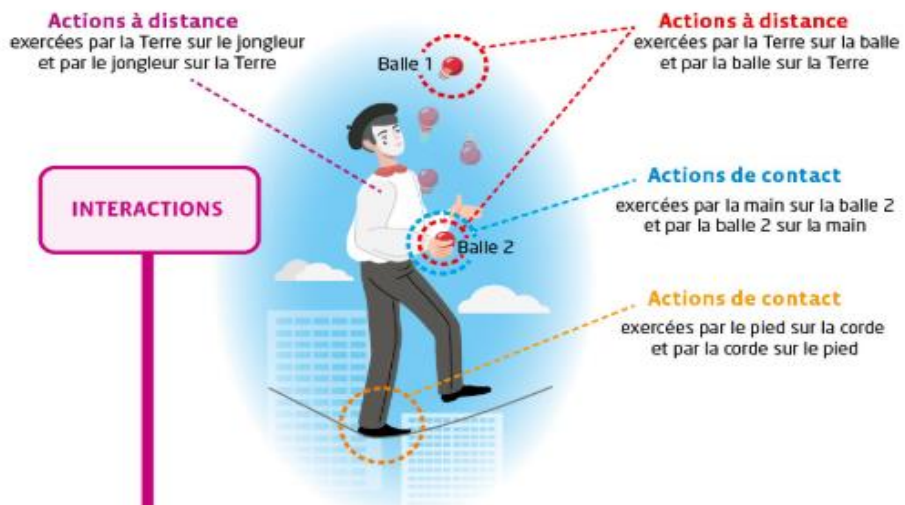 Actions à distance
exercées par la Terre sur le jongleur
et par le jongleur sur la Terre
Balle 1
Actions à distance
exercées par la Terre sur la balle
et par la balle sur la Terre
INTERACTIONS
Actions de contact
exercées par la main sur la balle 2
et par la balle 2 sur la main
Balle 2
Actions de contact
exercées par le pied sur la corde
et par la corde sur le pied